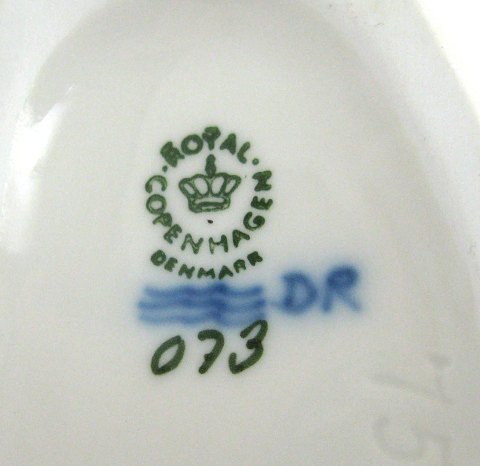 ROYAL
COPENHAGEN
DENMARK
DR
073